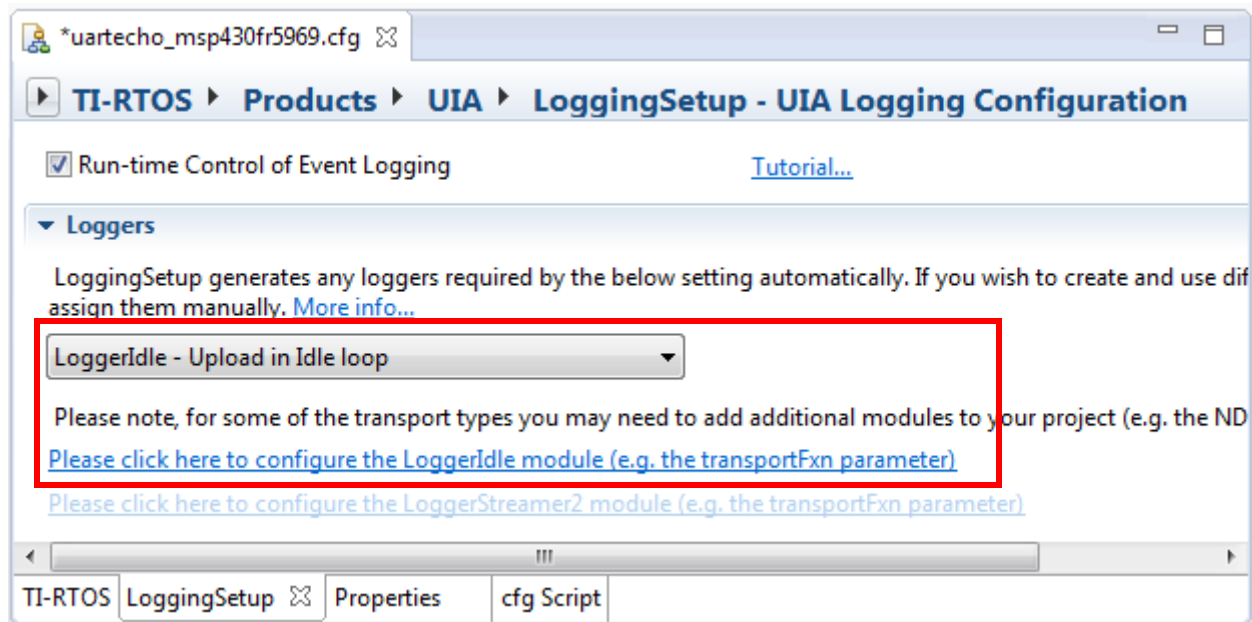 *uartecho_msp430fr5969.cfg
TI-RTOS Products UIA LoggingSetup - UIA Logging Configuration
Run-time Control of Event Logging Tutorial...
Loggers
LoggingSetup generates any loggers required by the below setting automatically. If you wish to create and use dif
assign them manually. More info...
LoggerIdle - Upload in Idle loop
Please note, for some of the transport types you may need to add additional modules to your project (e.g. the ND
Please click here to configure the LoggerIdle module (e.g. the transportFxn parameter)
Please click here to configure the LoggerStreamer2 module (e.g. the transportFxn parameter)
TI-RTOS LoggingSetup Properties cfg Script